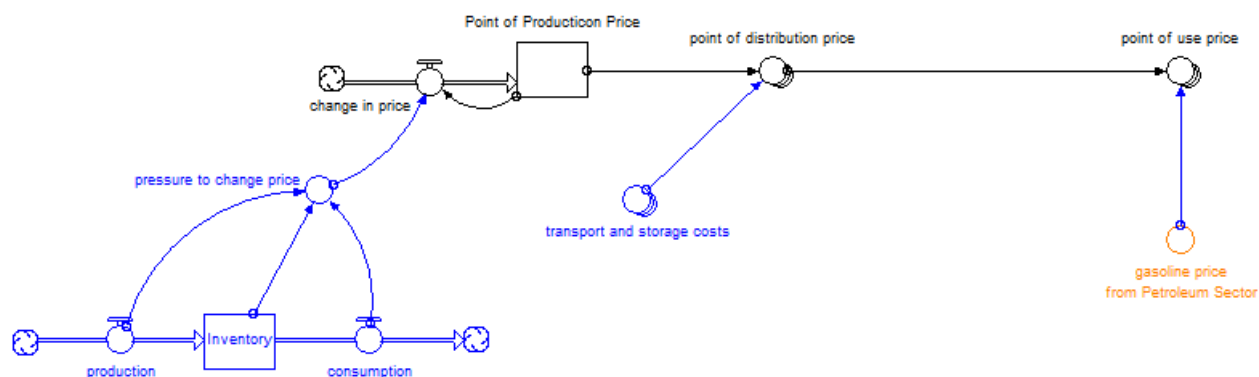 Point of Producticon Price
point of distribution price
point of use price
change in price
pressure to change price
transport and storage costs
gasoline price
from Petroleum Sector
Inventory
production
consumption